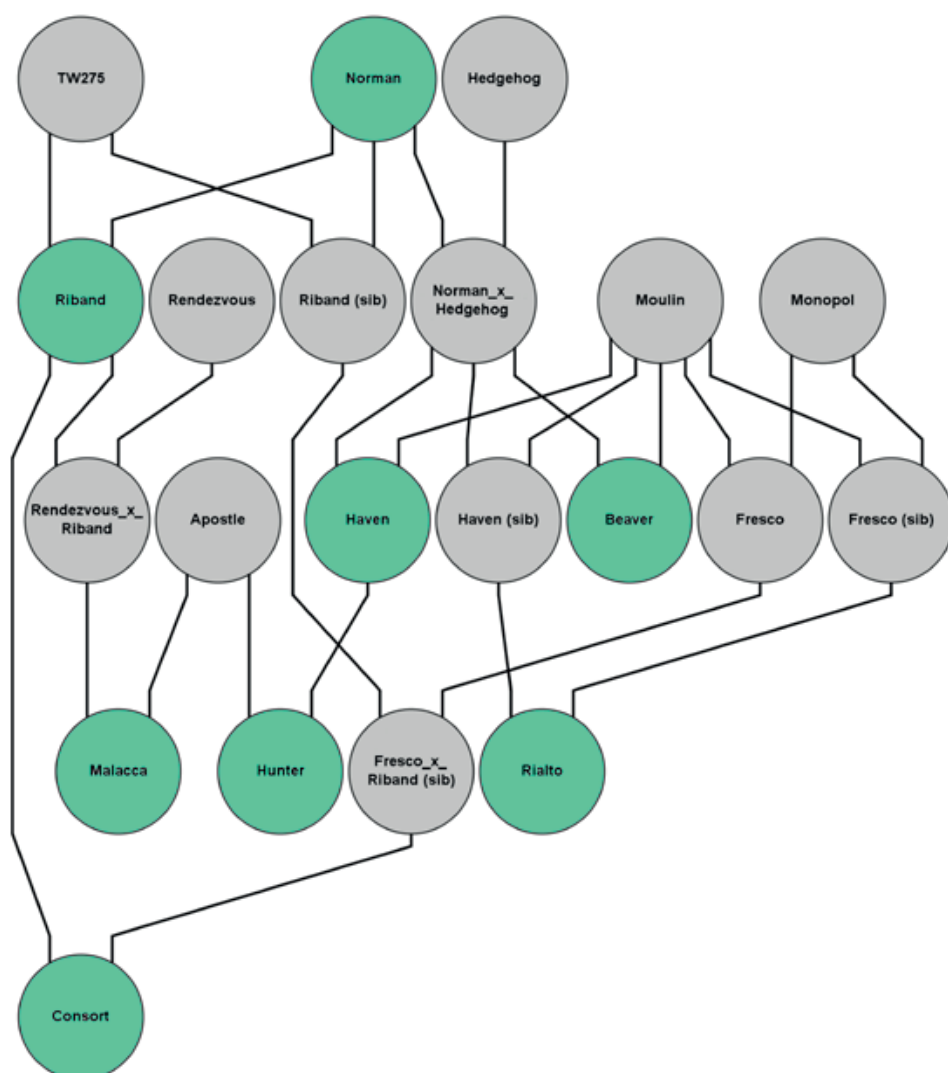 TW275
Norman
Hedgehog
Riband
Rendezvous
Riband (sib)
Norman_x_
Hedgehog
Moulin
Monopol
Rendezvous_x_
Riband
Apostle
Haven
Haven (sib)
Beaver
Fresco
Fresco (sib)
Malacca
Hunter
Fresco_x_
Riband (sib)
Rialto
Consort